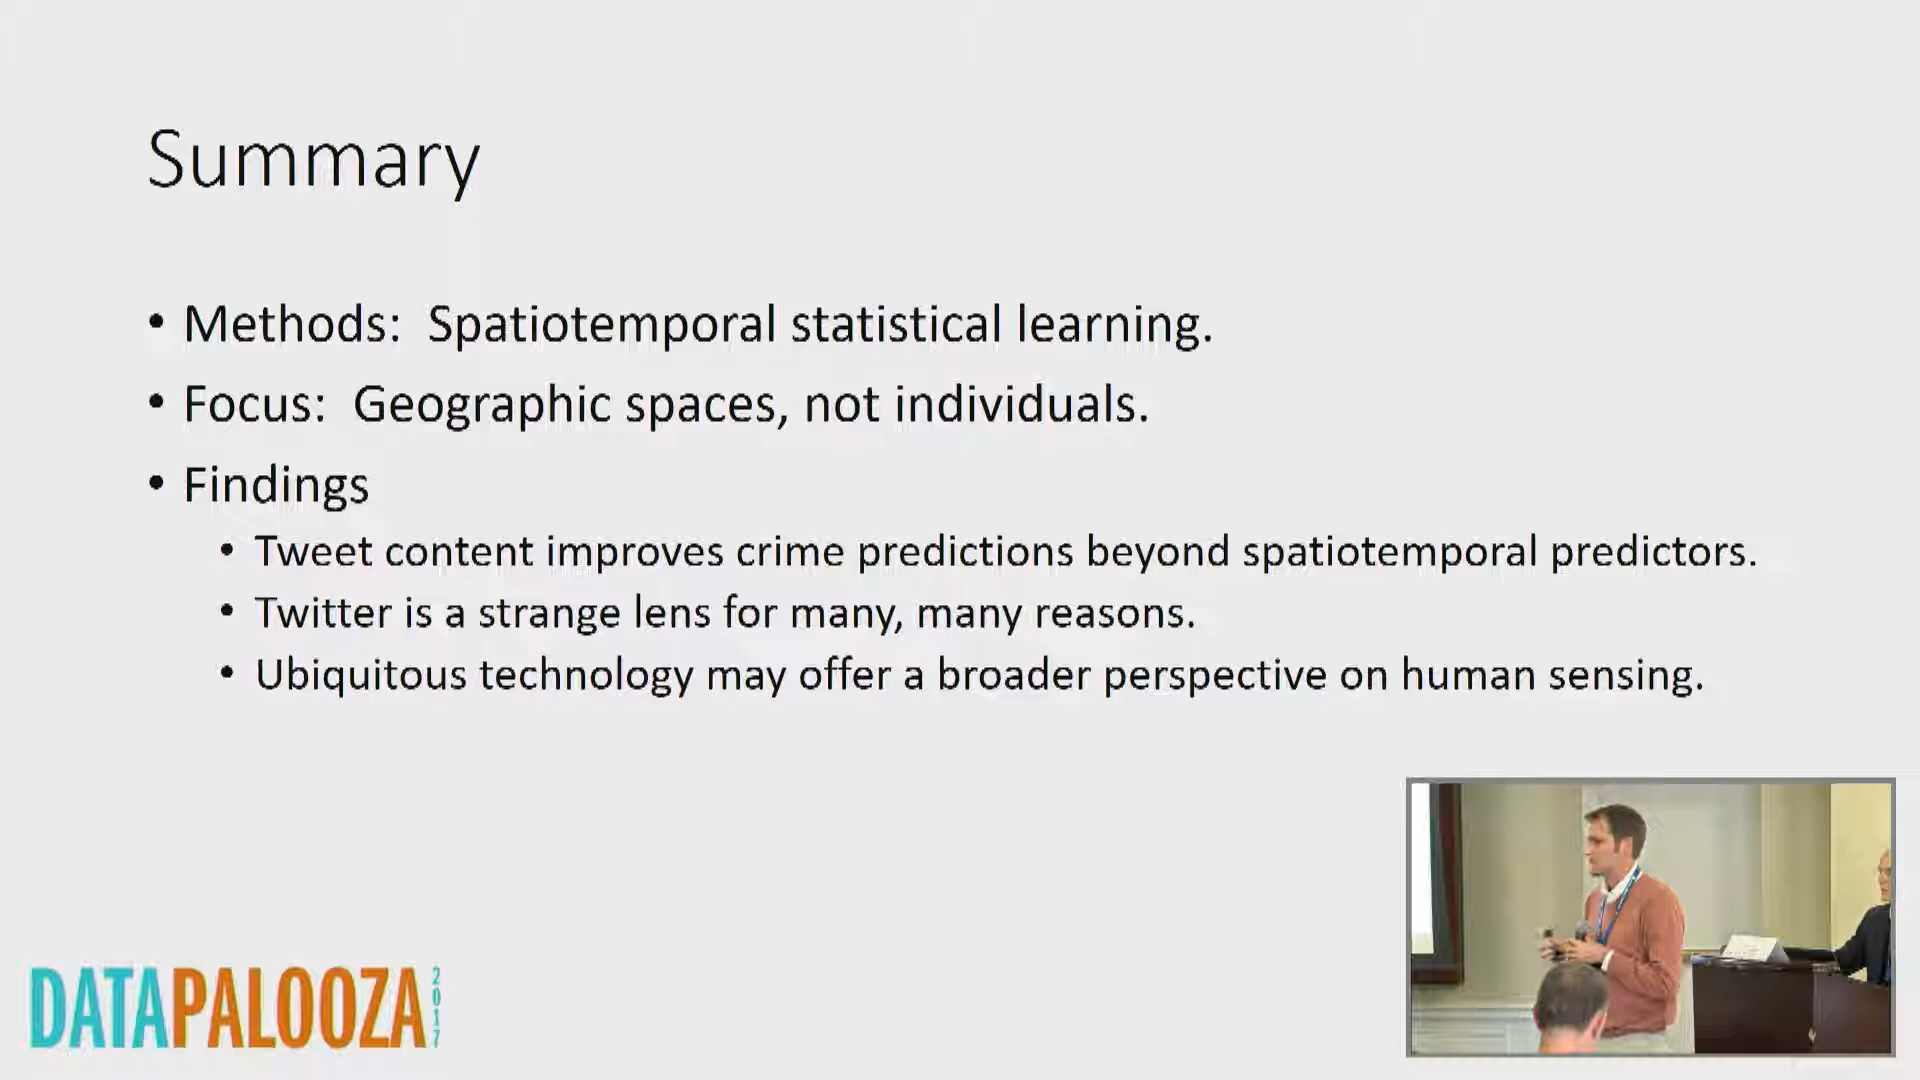 Summary
• Methods: Spatiotemporal statistical learning.
• Focus: Geographic spaces, not individuals.
• Findings
• Tweet content improves crime predictions beyond spatiotemporal predictors.
• Twitter is a strange lens for many, many reasons.
• Ubiquitous technology may offer a broader perspective on human sensing.
DATAPALOOZA 2017